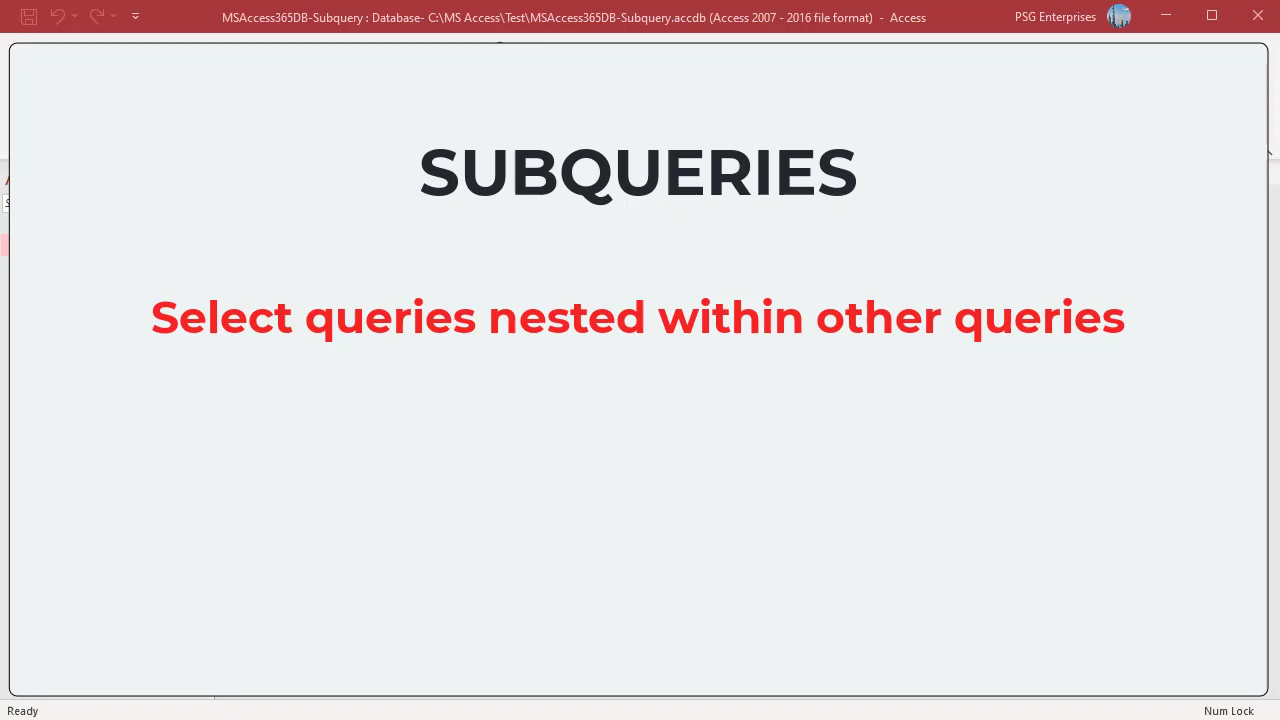 MSAccess365DB-Subquery : Database- C:\MS Access\Test\MSAccess365DB-Subquery.accdb (Access 2007 - 2016 file format) - Access
PSG Enterprises
SUBQUERIES
Select queries nested within other queries
Ready
Num Lock